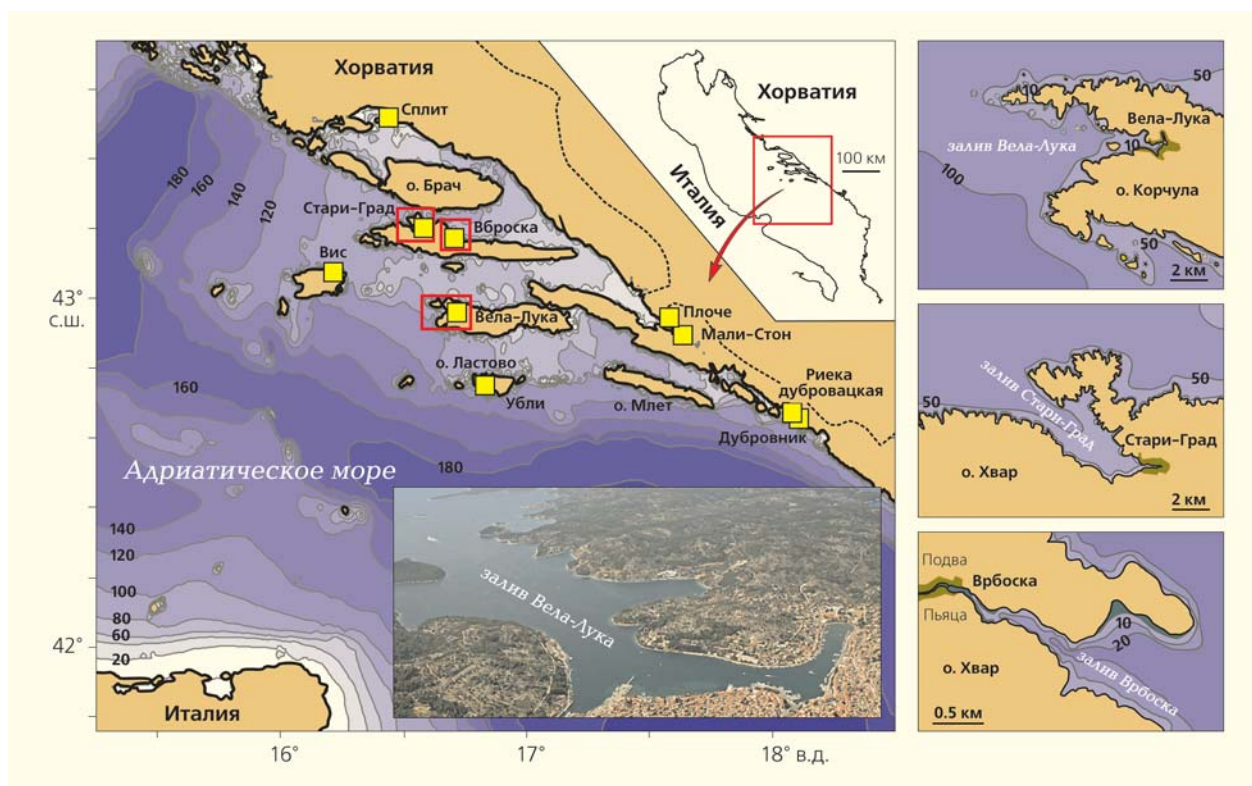 Хорватия
Сплит
о. Брач
Стари-Град
Вброска
Вис
Вела-Лука
о. Ластово
Убли
о. Млет
Плоче
Мали-Стон
Риека
дубровацкая
Дубровник
Адриатическое море
Италия
180
160
140
120
160
180
140
120
100
80
60
20
43°
с.ш.
42°
16°
17°
18° в.д.
Хорватия
Италия
100 км
залив Вела-Лука
50
10
Вела-Лука
залив Вела-Лука
10
100
о. Корчула
50
2 км
50
50
залив Стари-Град
Стари-Град
о. Хвар
2 км
Подва
Врбоска
Пьяца
10
20
залив Врбоска
о. Хвар
0.5 км